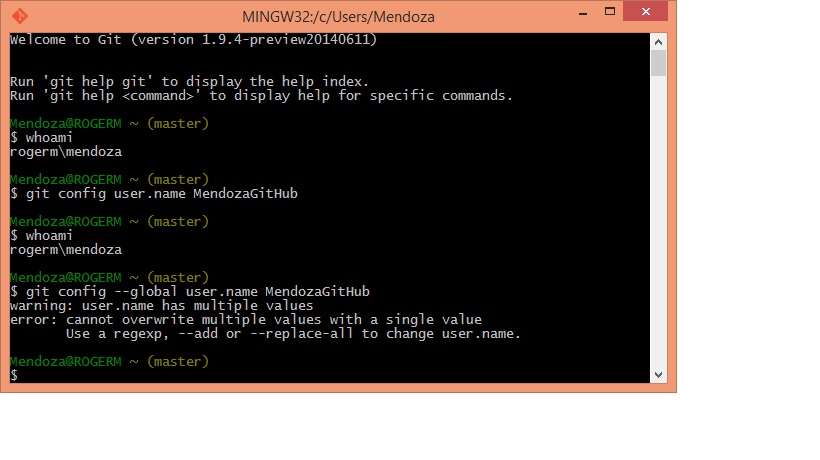 MINGW32:/c/Users/Mendoza
Welcome to Git (version 1.9.4-preview20140611)
Run 'git help git' to display the help index.
Run 'git help <command>' to display help for specific commands.
Mendoza@ROGERM ~ (master)
$ whoami
rogerm\mendoza
Mendoza@ROGERM ~ (master)
$ git config user.name MendozaGitHub
Mendoza@ROGERM ~ (master)
$ whoami
rogerm\mendoza
Mendoza@ROGERM ~ (master)
$ git config --global user.name MendozaGitHub
warning: user.name has multiple values
error: cannot overwrite multiple values with a single value
Use a regexp, --add or --replace-all to change user.name.
Mendoza@ROGERM ~ (master)
$